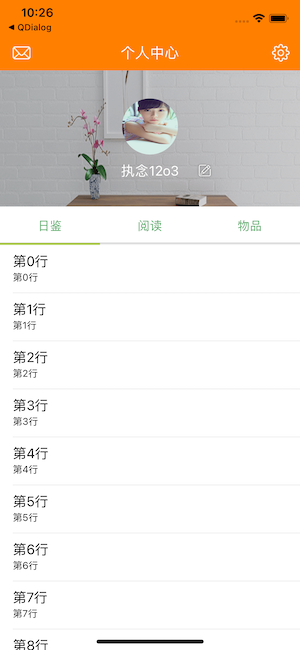 10:26
◀ QDialog
个人中心
执念12o3
日鉴
阅读
物品
第0行
第0行
第1行
第1行
第2行
第2行
第3行
第3行
第4行
第4行
第5行
第5行
第6行
第6行
第7行
第7行
第8行